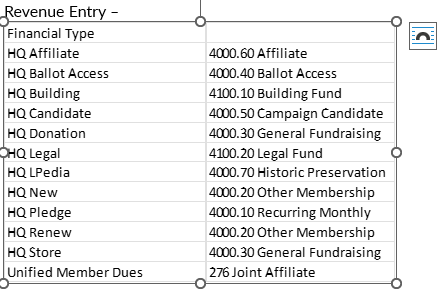 Revenue Entry –
Financial Type
HQ Affiliate 4000.60 Affiliate
HQ Ballot Access 4000.40 Ballot Access
HQ Building 4100.10 Building Fund
HQ Candidate 4000.50 Campaign Candidate
HQ Donation 4000.30 General Fundraising
HQ Legal 4100.20 Legal Fund
HQ LPedia 4000.70 Historic Preservation
HQ New 4000.20 Other Membership
HQ Pledge 4000.10 Recurring Monthly
HQ Renew 4000.20 Other Membership
HQ Store 4000.30 General Fundraising
Unified Member Dues 276 Joint Affiliate